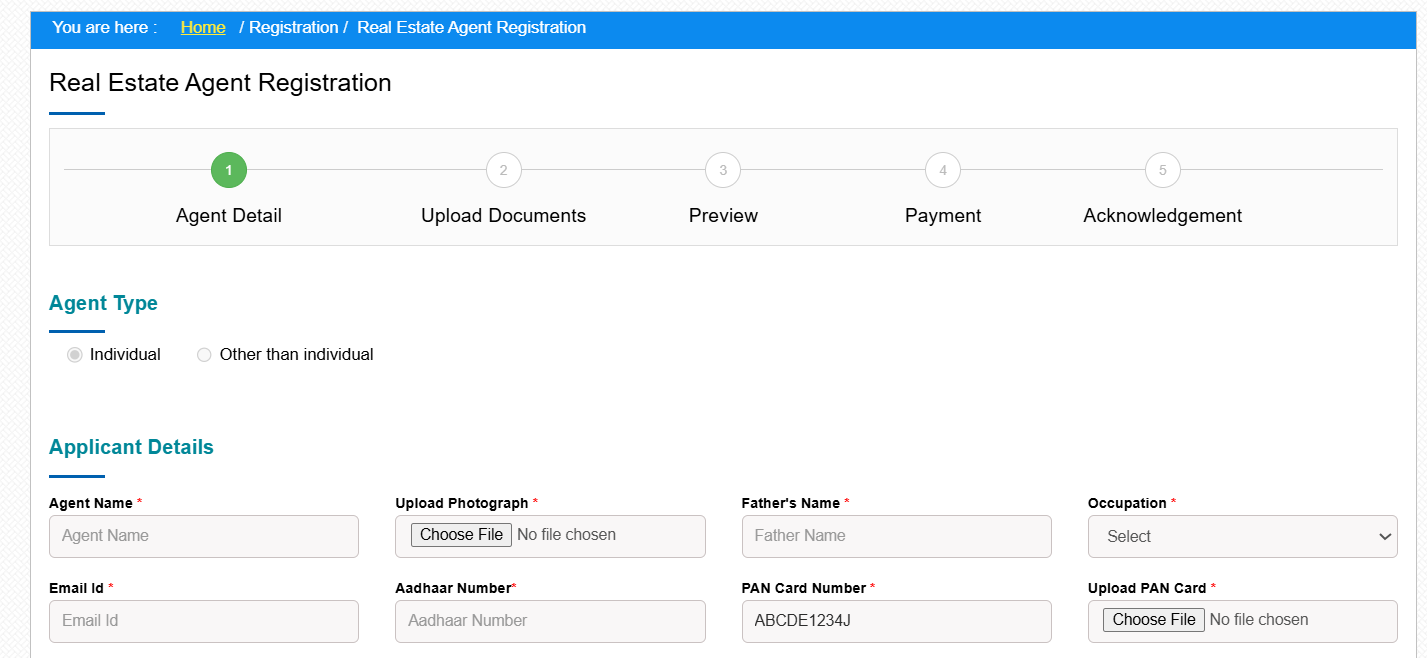 You are here : Home / Registration / Real Estate Agent Registration
Real Estate Agent Registration
1 2 3 4 5
Agent Detail Upload Documents Preview Payment Acknowledgement
Agent Type
Individual Other than individual
Applicant Details
Agent Name * Upload Photograph * Father's Name * Occupation *
Agent Name Choose File No file chosen Father Name Select
Email Id * Aadhaar Number* PAN Card Number * Upload PAN Card *
Email Id Aadhaar Number ABCDE1234J Choose File No file chosen